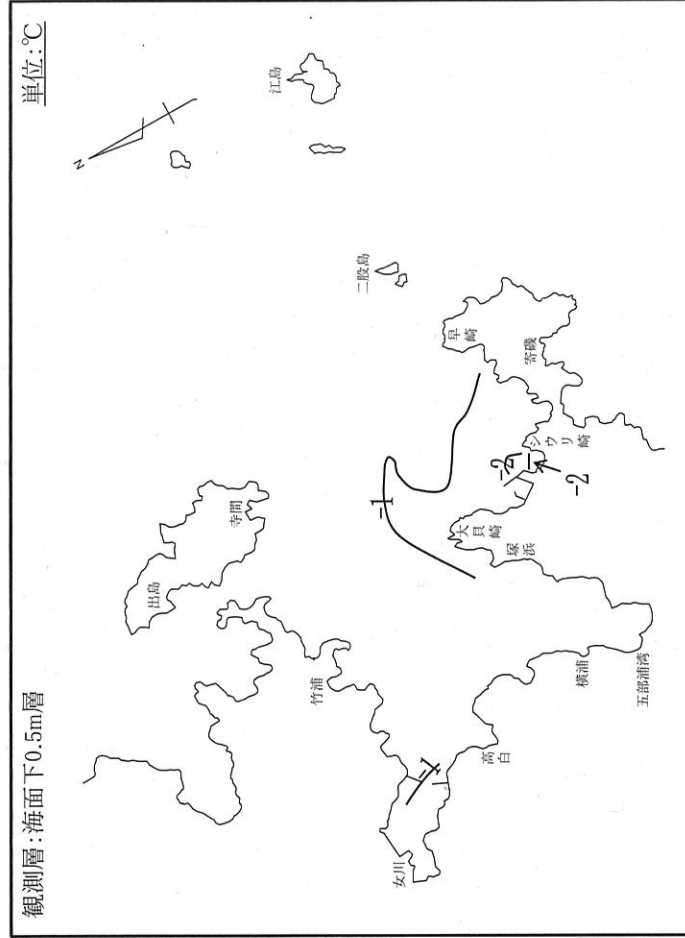 観測層:海面下0.5m層
単位:℃
N
江島
二股島
出島
寺間
早崎
寄磯
シウリ崎
-1
-2
-2
大貝崎
塚浜
竹浦
横浦
五部浦湾
高白
-1
女川